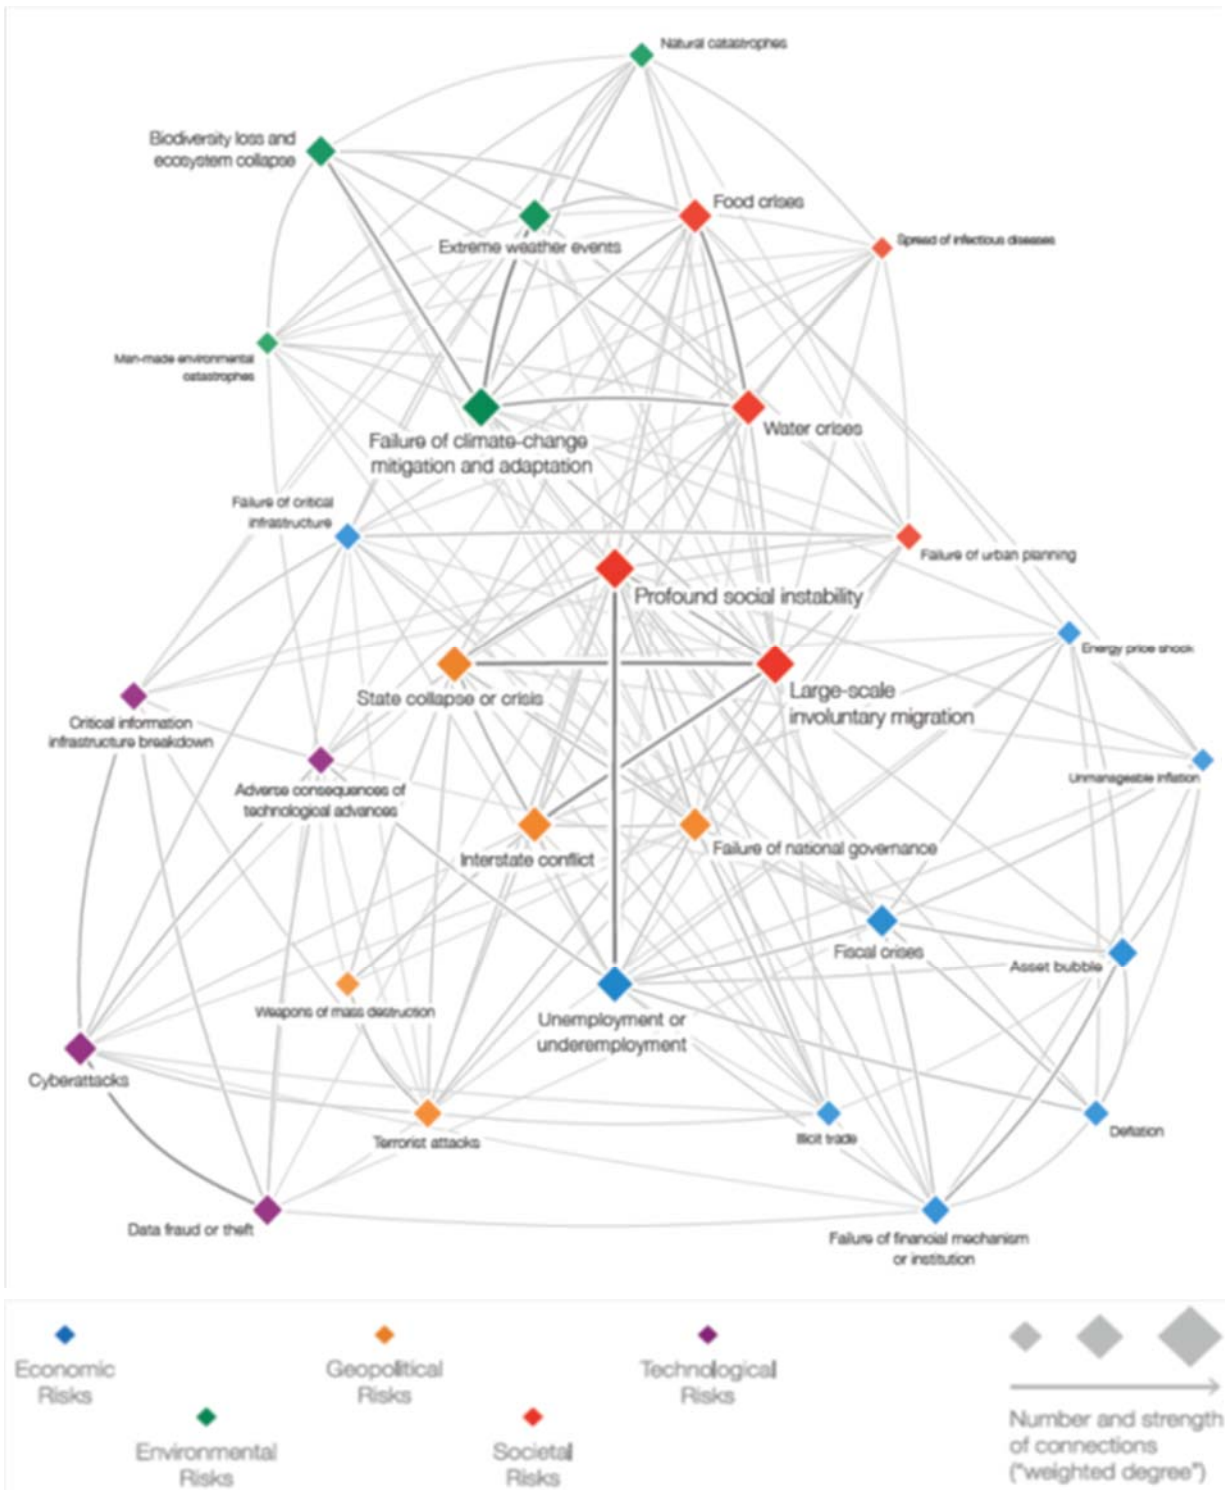 Natural catastrophes
Biodiversity loss and
ecosystem collapse
Food crises
Extreme weather events
Spread of infectious diseases
Man-made environmental
catastrophes
Water crises
Failure of climate-change
mitigation and adaptation
Failure of critical
infrastructure
Failure of urban planning
Profound social instability
Energy price shock
State collapse or crisis
Large-scale
involuntary migration
Critical information
infrastructure breakdown
Unmanageable inflation
Adverse consequences of
technological advances
Interstate conflict
Failure of national governance
Fiscal crises
Asset bubble
Weapons of mass destruction
Unemployment or
underemployment
Cyberattacks
Terrorist attacks
Illicit trade
Deflation
Data fraud or theft
Failure of financial mechanism
or institution
Economic
Risks
Geopolitical
Risks
Technological
Risks
Environmental
Risks
Societal
Risks
Number and strength
of connections
("weighted degree")